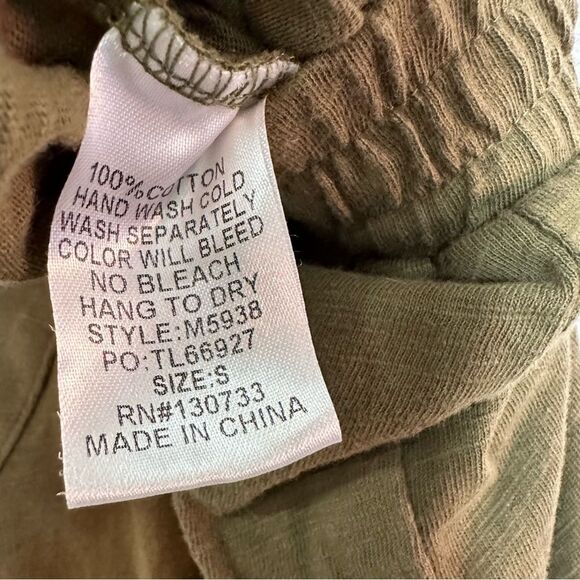 100% COTTON
HAND WASH COLD
WASH SEPARATELY
COLOR WILL BLEED
NO BLEACH
HANG TO DRY
STYLE:M5938
PO:TL66927
SIZE:S
RN#130733
MADE IN CHINA